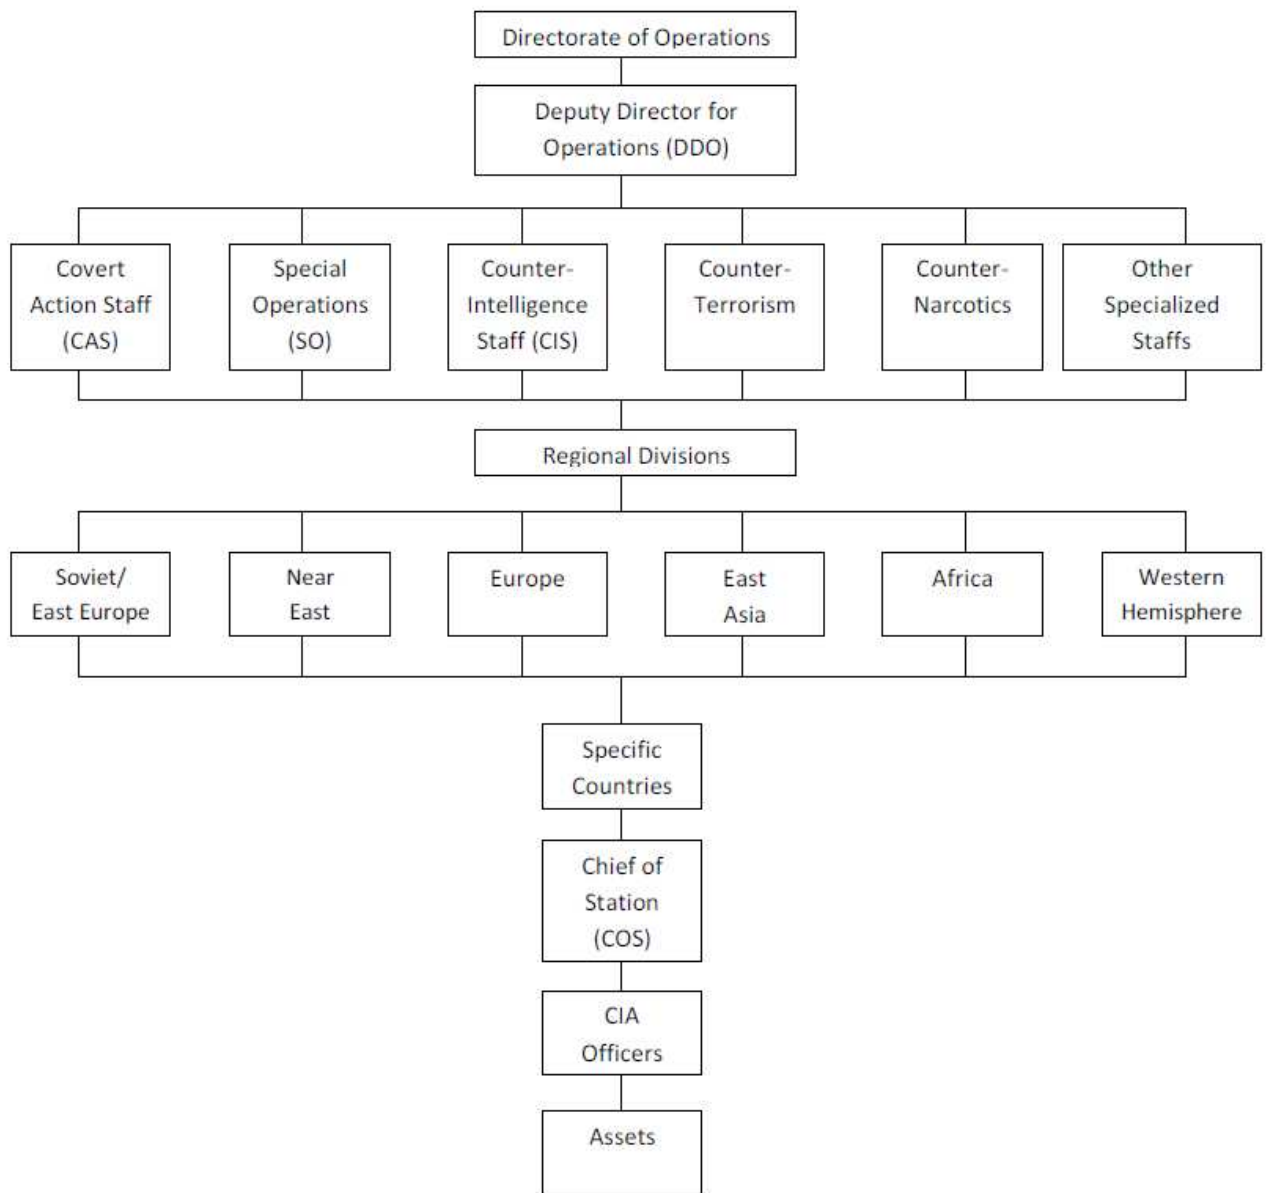 Directorate of Operations
Deputy Director for
Operations (DDO)
Covert
Action Staff
(CAS)
Special
Operations
(SO)
Counter-
Intelligence
Staff (CIS)
Counter-
Terrorism
Counter-
Narcotics
Other
Specialized
Staffs
Regional Divisions
Soviet/
East Europe
Near
East
Europe
East
Asia
Africa
Western
Hemisphere
Specific
Countries
Chief of
Station
(COS)
CIA
Officers
Assets